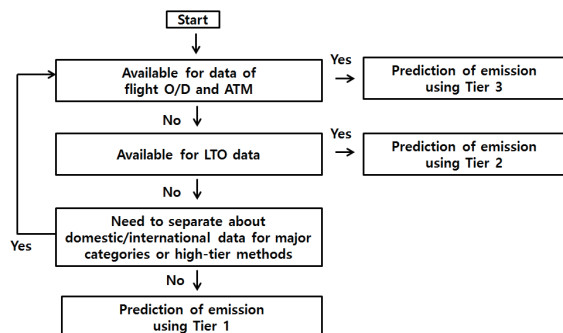 Start
Available for data of
flight O/D and ATM
Yes
Prediction of emission
using Tier 3
No
Available for LTO data
Yes
Prediction of emission
using Tier 2
No
Need to separate about
domestic/international data for major
categories or high-tier methods
Yes
No
Prediction of emission
using Tier 1